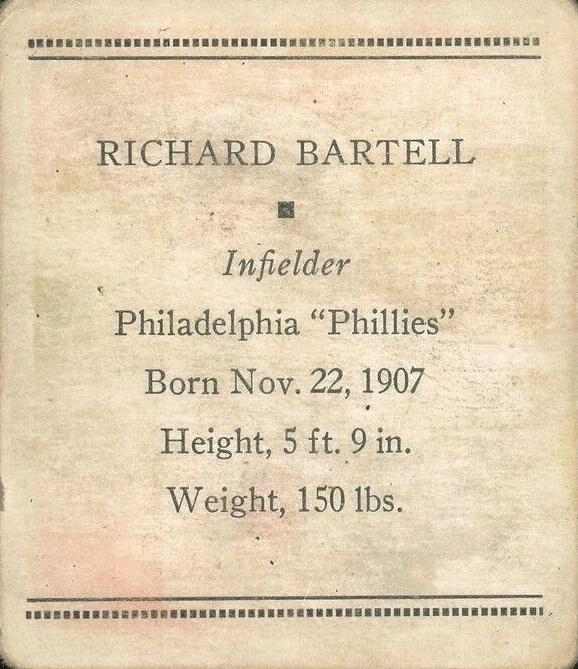 RICHARD BARTELL
Infielder
Philadelphia “Phillies”
Born Nov. 22, 1907
Height, 5 ft. 9 in.
Weight, 150 lbs.